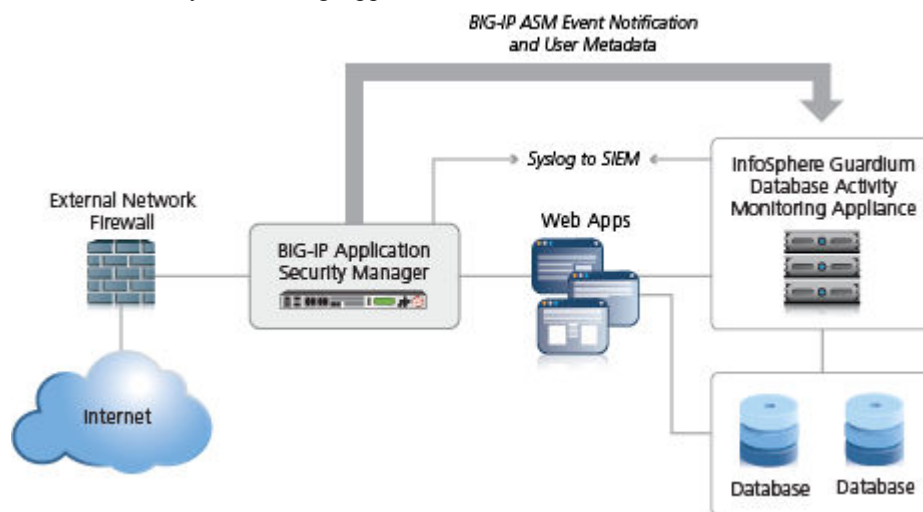 BIG-IP ASM Event Notification
and User Metadata
Syslog to SIEM
InfoSphere Guardium
Database Activity
Monitoring Appliance
External Network
Firewall
Web Apps
BIG-IP Application
Security Manager
Internet
Database
Database